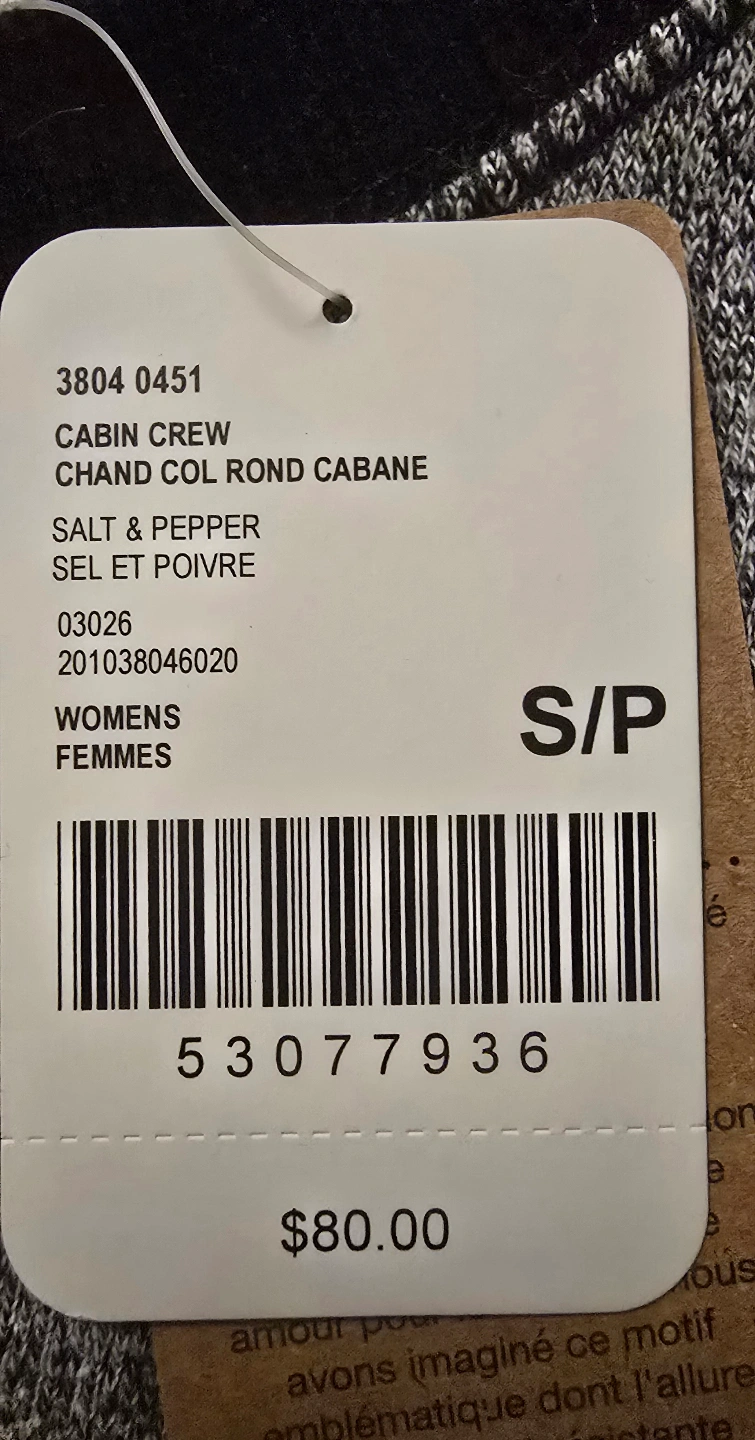 3804 0451
CABIN CREW
CHAND COL ROND CABANE
SALT & PEPPER
SEL ET POIVRE
03026
201038046020
WOMENS
FEMMES
S/P
53077936
$80.00
é
amour
avons imaginé ce motif
emblématique dont l'allure